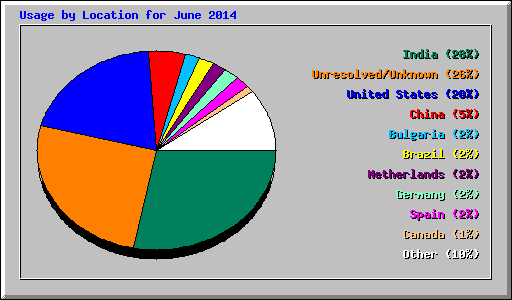 Usage by Location for June 2014
India (28%)
Unresolved/Unknown (26%)
United States (20%)
China (5%)
Bulgaria (2%)
Brazil (2%)
Netherlands (2%)
Germany (2%)
Spain (2%)
Canada (1%)
Other (10%)